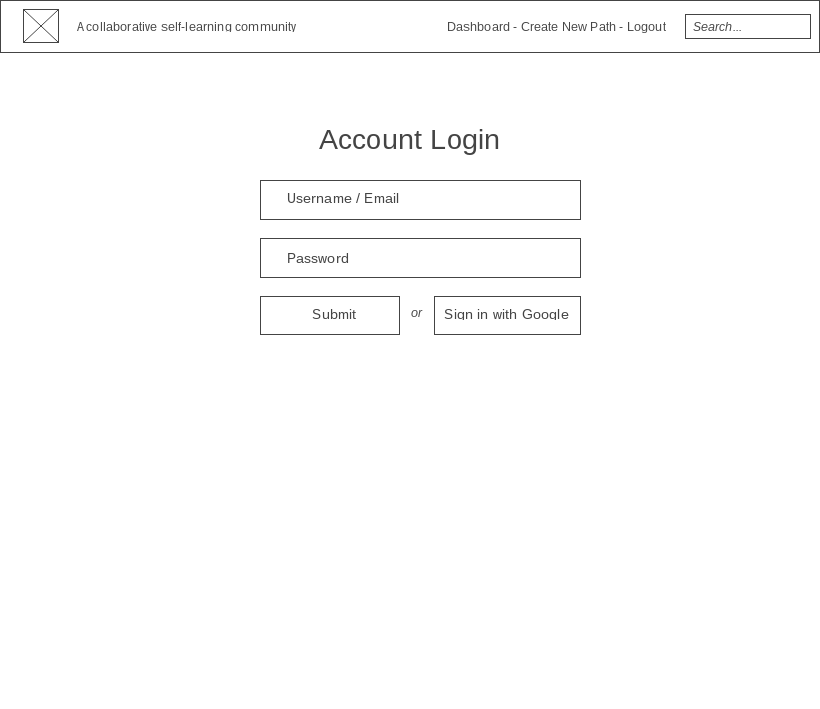 A collaborative self-learning community
Dashboard - Create New Path - Logout
Search...
Account Login
Username / Email
Password
Submit
or
Sign in with Google